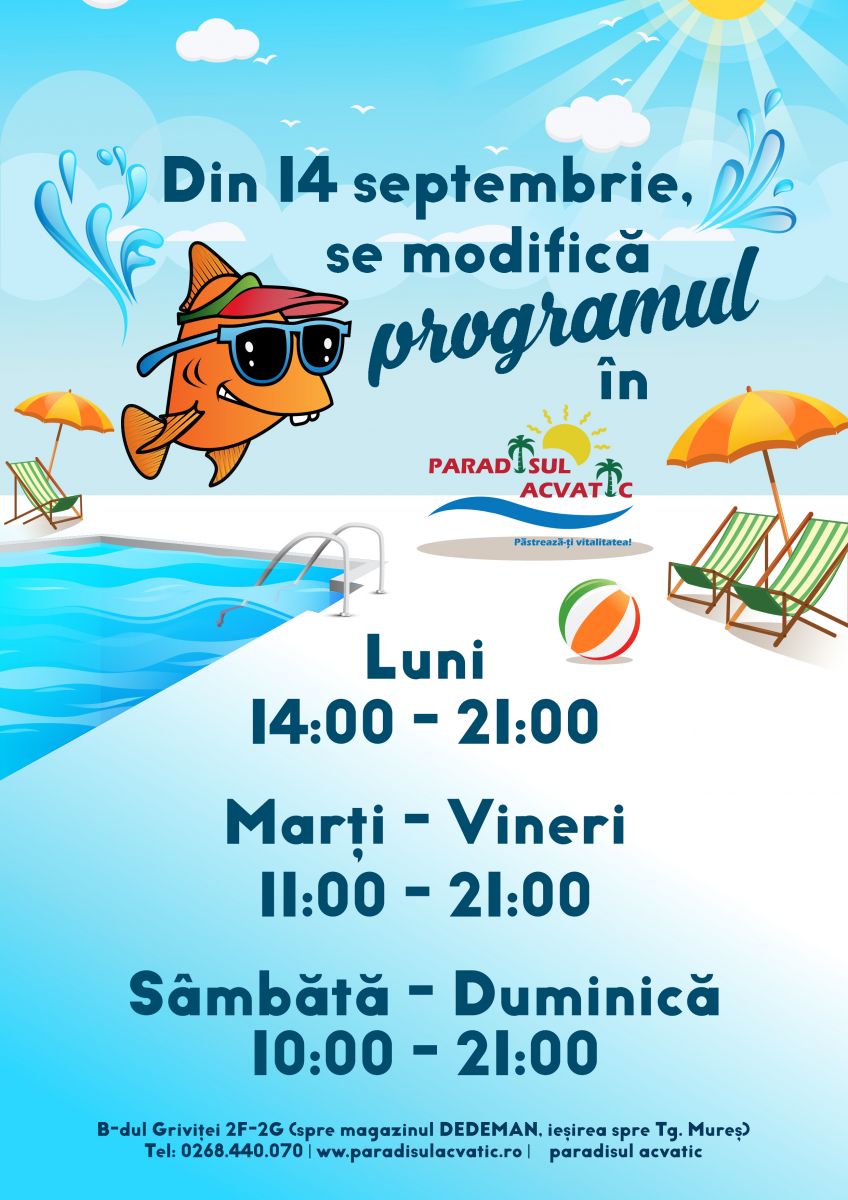 Din 14 septembrie,
se modifică
programul
în
PARADISUL
ACVATIC
Păstrează-ți vitalitatea!
Luni
14:00 - 21:00
Marți - Vineri
11:00 - 21:00
Sâmbătă - Duminică
10:00 - 21:00
B-dul Griviței 2F-2G (spre magazinul DEDEMAN, ieșirea spre Tg. Mureș)
Tel: 0268.440.070 | ww.paradisulacvatic.ro | paradisul acvatic